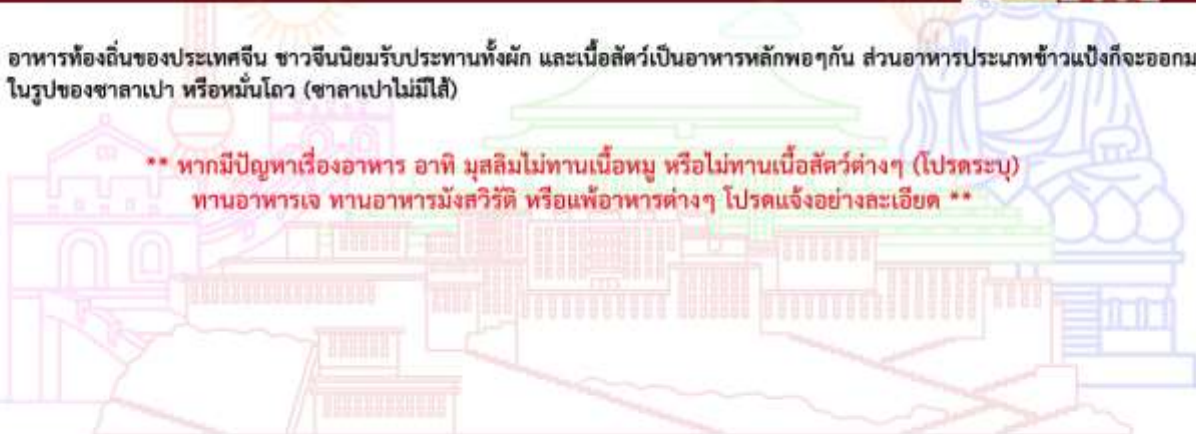 อาหารท้องถิ่นของประเทศจีน ชาวจีนนิยมรับประทานทั้งผัก และเนื้อสัตว์เป็นอาหารหลักพอๆกัน ส่วนอาหารประเภทข้าวแป้งก็จะออกม
ในรูปของซาลาเปา หรือหมั่นโถว (ซาลาเปาไม่มีไส้)
** หากมีปัญหาเรื่องอาหาร อาทิ มุสลิมไม่ทานเนื้อหมู หรือไม่ทานเนื้อสัตว์ต่างๆ (โปรดระบุ)
ทานอาหารเจ ทานอาหารมังสวิรัติ หรือแพ้อาหารต่างๆ โปรดแจ้งอย่างละเอียด **